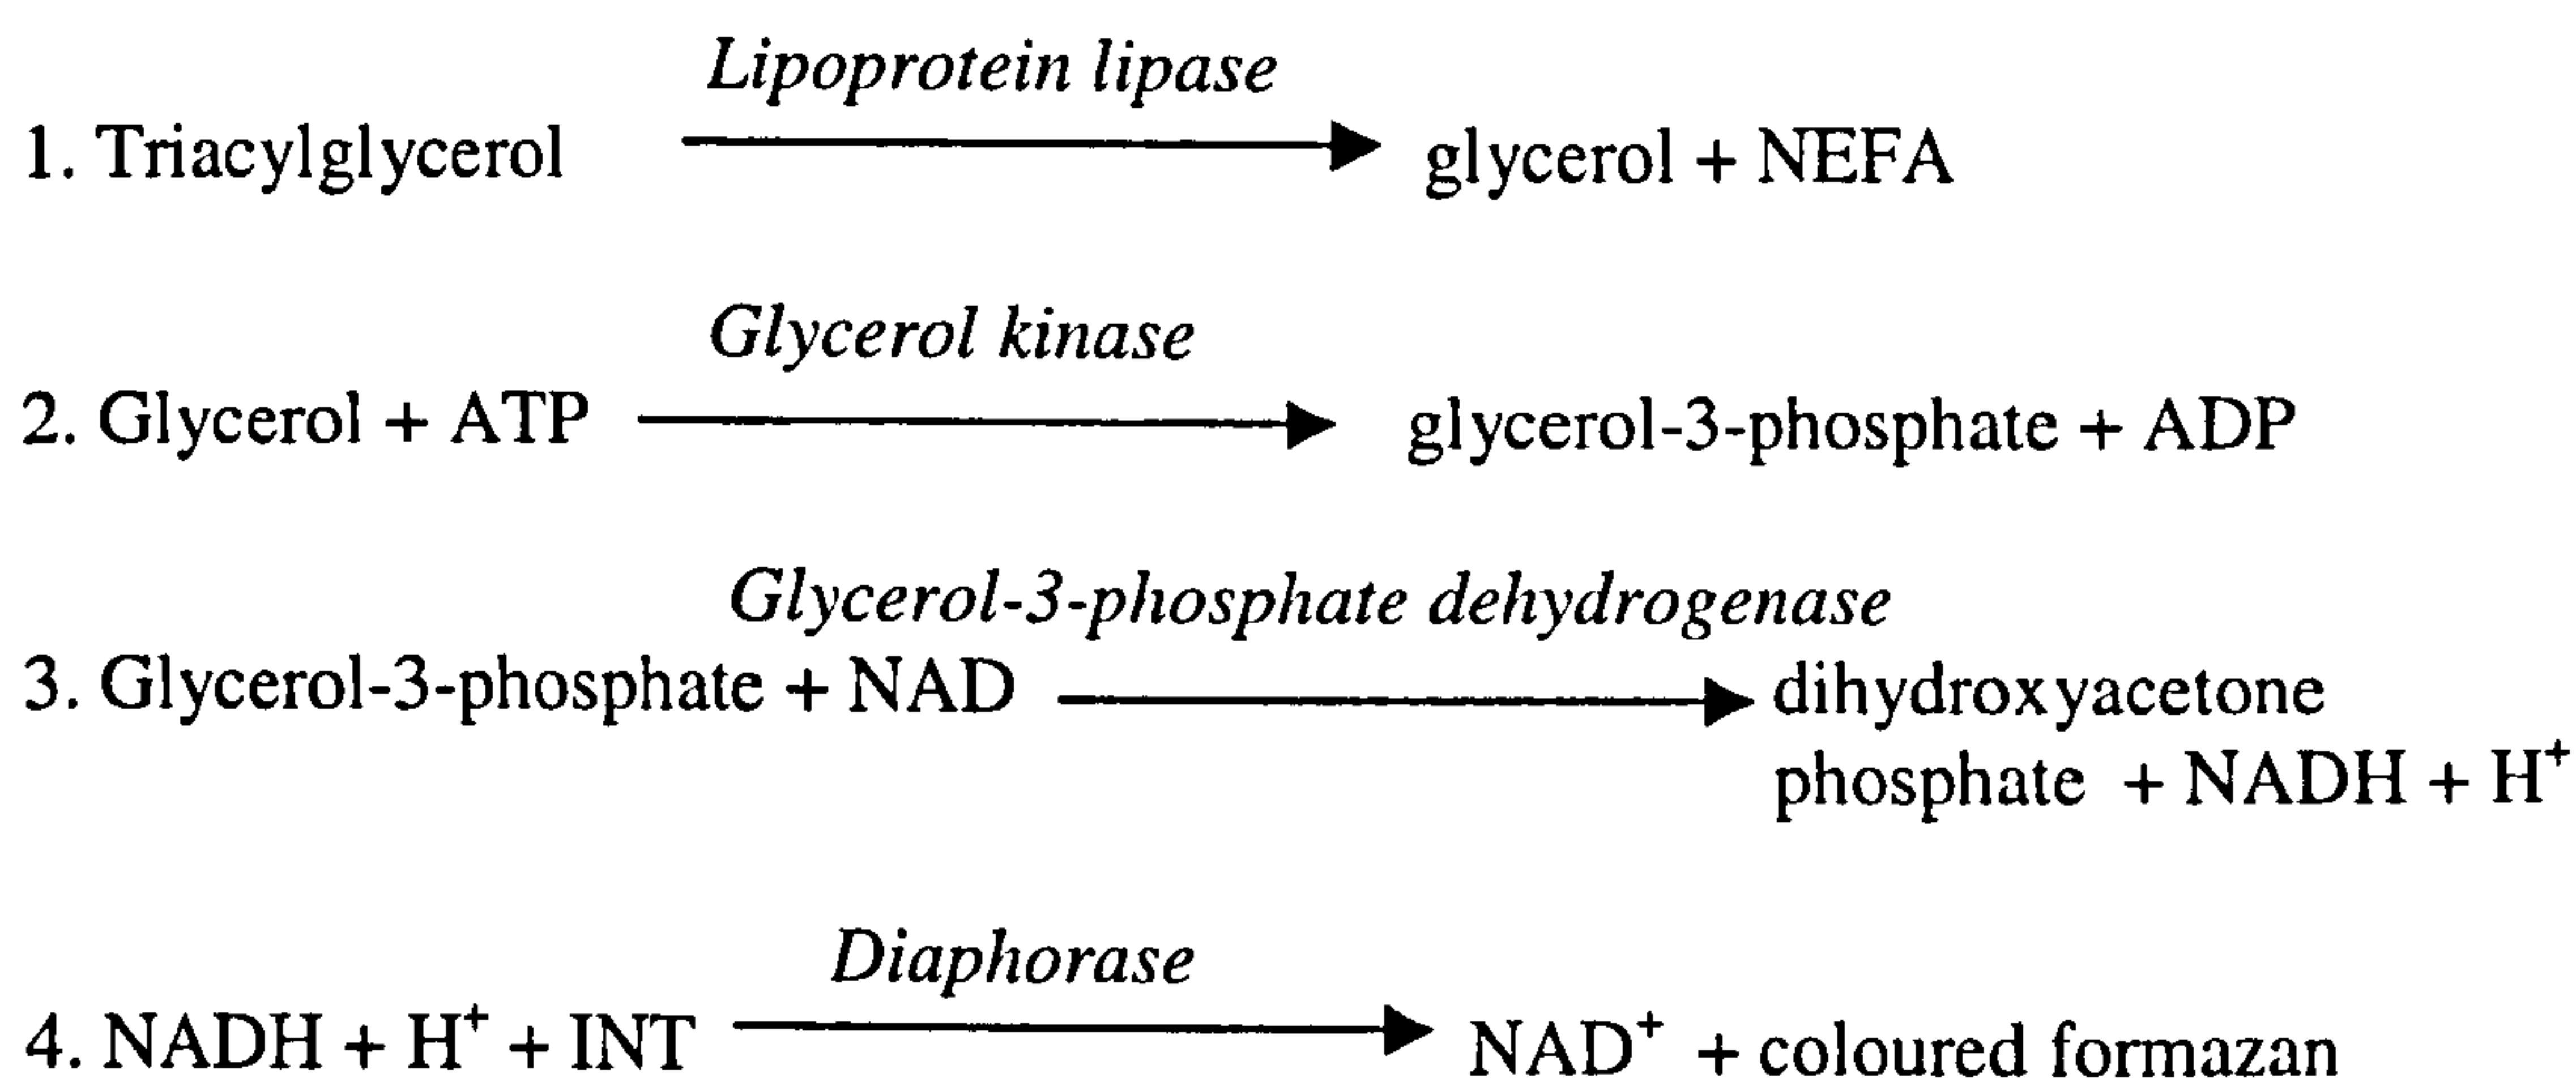 Lipoprotein lipase
1. Triacylglycerol glycerol + NEFA
Glycerol kinase
2. Glycerol + ATP glycerol-3-phosphate + ADP
Glycerol-3-phosphate dehydrogenase
3. Glycerol-3-phosphate + NAD dihydroxyacetone
phosphate + NADH + H⁺
Diaphorase
4. NADH + H⁺ + INT NAD⁺ + coloured formazan